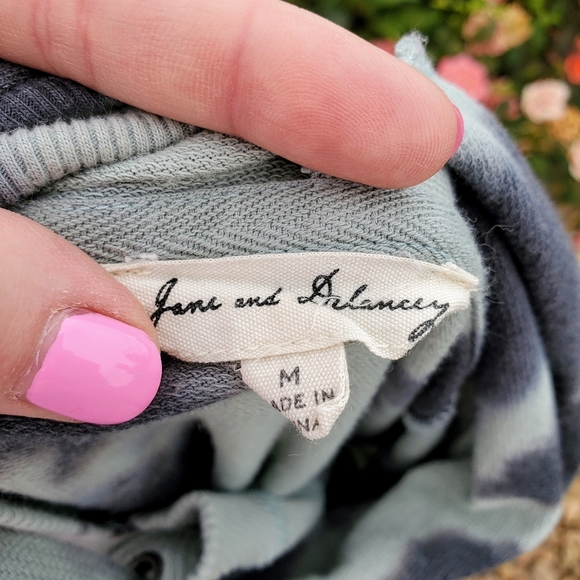 Jane and Delancey
M
ADE IN
NA